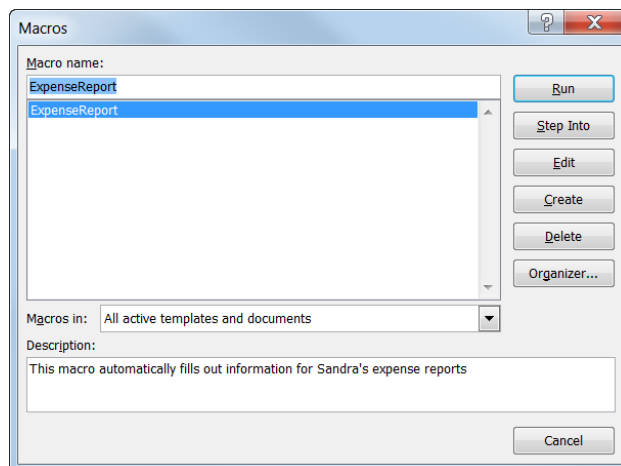 Macros
Macro name:
ExpenseReport
ExpenseReport
Run
Step Into
Edit
Create
Delete
Organizer...
Macros in: All active templates and documents
Description:
This macro automatically fills out information for Sandra's expense reports
Cancel